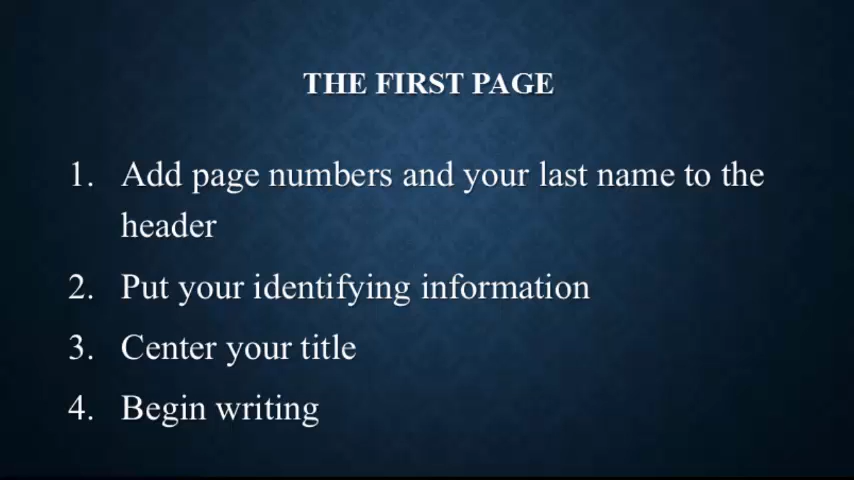 THE FIRST PAGE
1. Add page numbers and your last name to the
header
2. Put your identifying information
3. Center your title
4. Begin writing